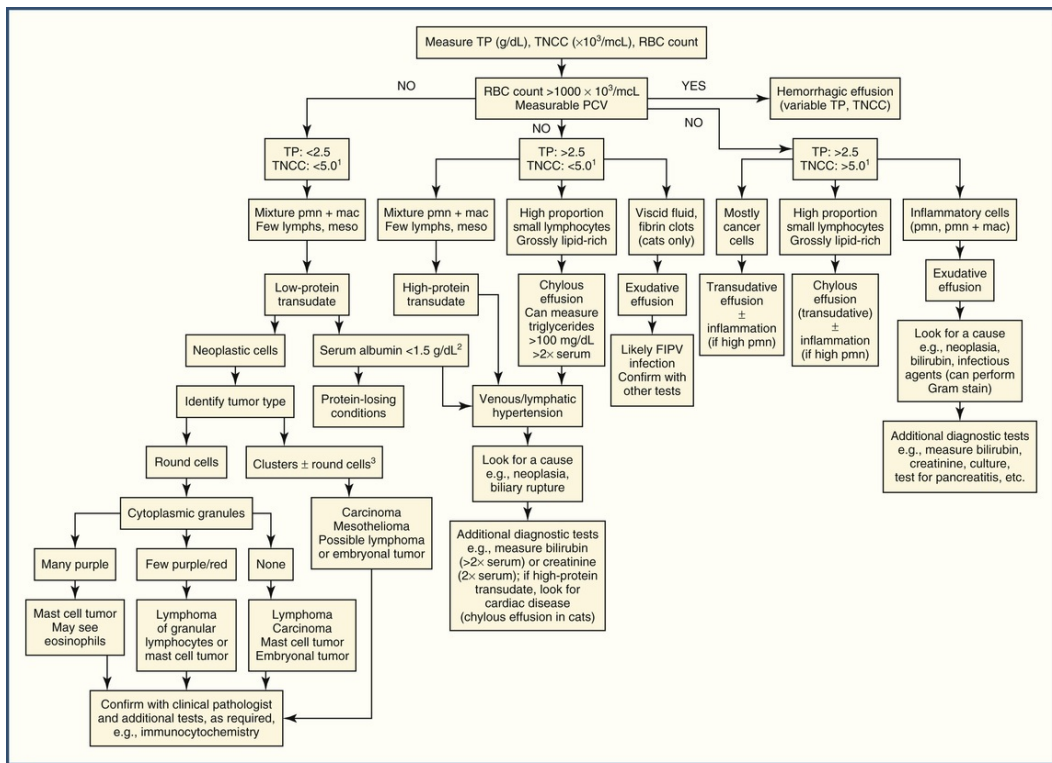 Measure TP (g/dL), TNCC (×10³/mcL), RBC count
NO
RBC count >1000 × 10³/mcL
Measurable PCV
YES
Hemorrhagic effusion
(variable TP, TNCC)
NO
NO
TP: <2.5
TNCC: <5.0¹
TP: >2.5
TNCC: <5.0¹
TP: >2.5
TNCC: >5.0¹
Mixture pmn + mac
Few lymphs, meso
Mixture pmn + mac
Few lymphs, meso
High proportion
small lymphocytes
Grossly lipid-rich
Viscid fluid,
fibrin clots
(cats only)
Mostly
cancer
cells
High proportion
small lymphocytes
Grossly lipid-rich
Inflammatory cells
(pmn, pmn + mac)
Low-protein
transudate
High-protein
transudate
Chylous
effusion
Can measure
triglycerides
>100 mg/dL
>2× serum
Exudative
effusion
Transudative
effusion
±
inflammation
(if high pmn)
Chylous
effusion
(transudative)
±
inflammation
(if high pmn)
Exudative
effusion
Neoplastic cells
Serum albumin <1.5 g/dL²
Likely FIPV
infection
Confirm with
other tests
Look for a cause
e.g., neoplasia,
bilirubin, infectious
agents (can perform
Gram stain)
Identify tumor type
Protein-losing
conditions
Venous/lymphatic
hypertension
Additional diagnostic tests
e.g., measure bilirubin,
creatinine, culture,
test for pancreatitis, etc.
Round cells
Clusters ± round cells³
Look for a cause
e.g., neoplasia,
biliary rupture
Cytoplasmic granules
Carcinoma
Mesothelioma
Possible lymphoma
or embryonal tumor
Additional diagnostic tests
e.g., measure bilirubin
(>2× serum) or creatinine
(2× serum); if high-protein
transudate, look for
cardiac disease
(chylous effusion in cats)
Many purple
Few purple/red
None
Mast cell tumor
May see
eosinophils
Lymphoma
of granular
lymphocytes or
mast cell tumor
Lymphoma
Carcinoma
Mast cell tumor
Embryonal tumor
Confirm with clinical pathologist
and additional tests, as required,
e.g., immunocytochemistry